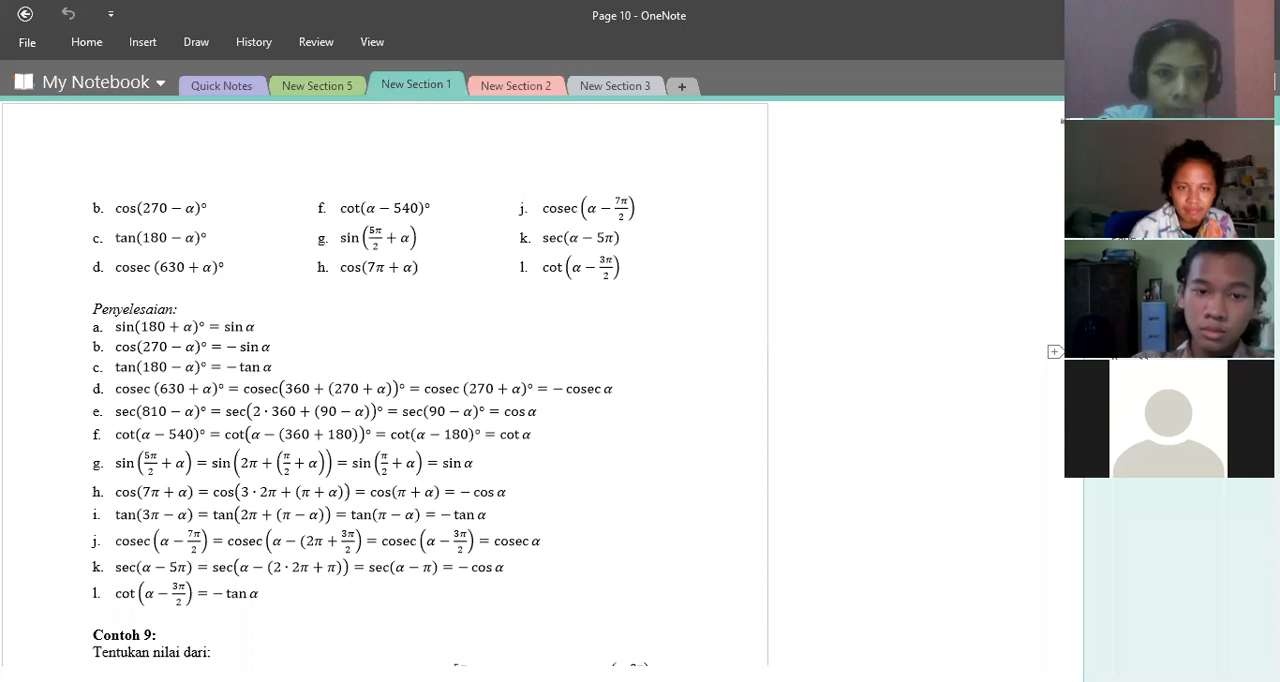 Page 10 - OneNote
File Home Insert Draw History Review View
My Notebook Quick Notes New Section 5 New Section 1 New Section 2 New Section 3 +
b. cos(270 − α)° f. cot(α − 540)° j. cosec(α − 7π/2)
c. tan(180 − α)° g. sin(5π/2 + α) k. sec(α − 5π)
d. cosec (630 + α)° h. cos(7π + α) l. cot(α − 3π/2)
Penyelesaian:
a. sin(180 + α)° = sin α
b. cos(270 − α)° = − sin α
c. tan(180 − α)° = − tan α
d. cosec (630 + α)° = cosec(360 + (270 + α))° = cosec (270 + α)° = − cosec α
e. sec(810 − α)° = sec(2 · 360 + (90 − α))° = sec(90 − α)° = cos α
f. cot(α − 540)° = cot(α − (360 + 180))° = cot(α − 180)° = cot α
g. sin(5π/2 + α) = sin(2π + (π/2 + α)) = sin(π/2 + α) = sin α
h. cos(7π + α) = cos(3 · 2π + (π + α)) = cos(π + α) = − cos α
i. tan(3π − α) = tan(2π + (π − α)) = tan(π − α) = − tan α
j. cosec(α − 7π/2) = cosec(α − (2π + 3π/2) = cosec(α − 3π/2) = cosec α
k. sec(α − 5π) = sec(α − (2 · 2π + π)) = sec(α − π) = − cos α
l. cot(α − 3π/2) = − tan α
Contoh 9:
Tentukan nilai dari: